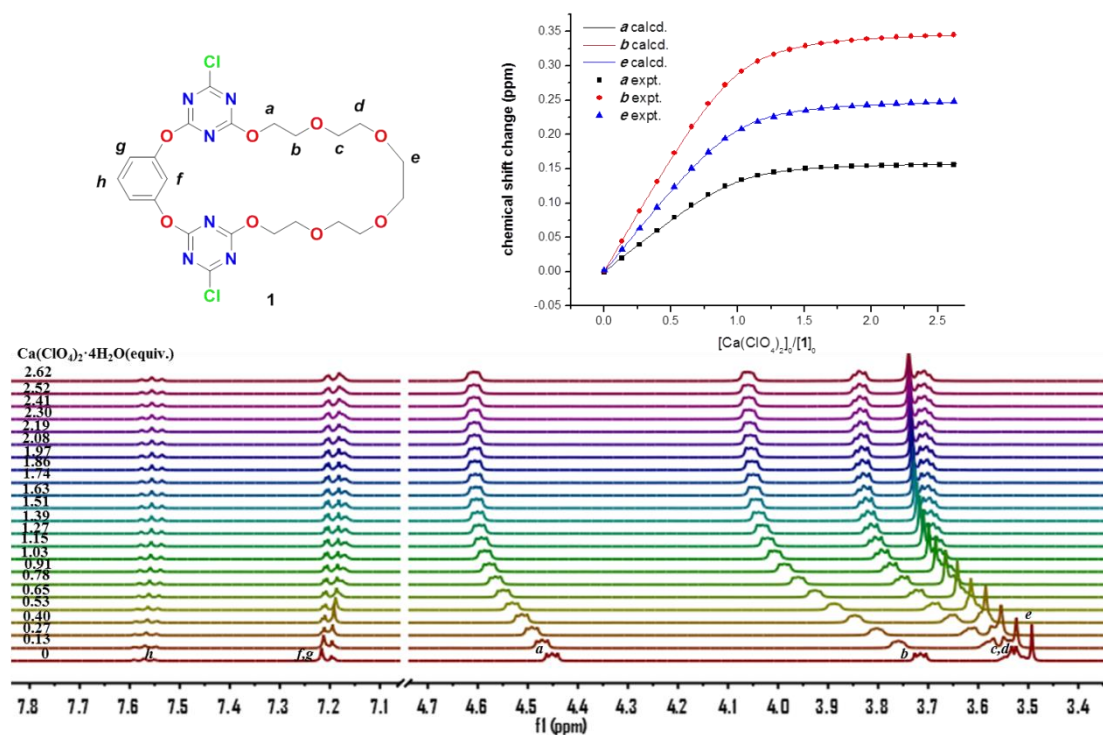 Cl
N N
N
O O
a
O
d
b
c
O
e
g
h
f
O
O
N
O
O
N N
b
Cl
1
a calcd.
b calcd.
e calcd.
a expt.
b expt.
e expt.
chemical shift change (ppm)
0.35
0.30
0.25
0.20
0.15
0.10
0.05
0.00
-0.05
0.0 0.5 1.0 1.5 2.0 2.5
[Ca(ClO4)2]0/[1]0
Ca(ClO4)2·4H2O(equiv.)
2.62
2.52
2.41
2.30
2.19
2.08
1.97
1.86
1.74
1.63
1.51
1.39
1.27
1.15
1.03
0.91
0.78
0.65
0.53
0.40
0.27
0.13
0
h f,g a b c,d e
7.8 7.7 7.6 7.5 7.4 7.3 7.2 7.1 4.7 4.6 4.5 4.4 4.3 4.2 4.1 4.0 3.9 3.8 3.7 3.6 3.5 3.4
f1 (ppm)